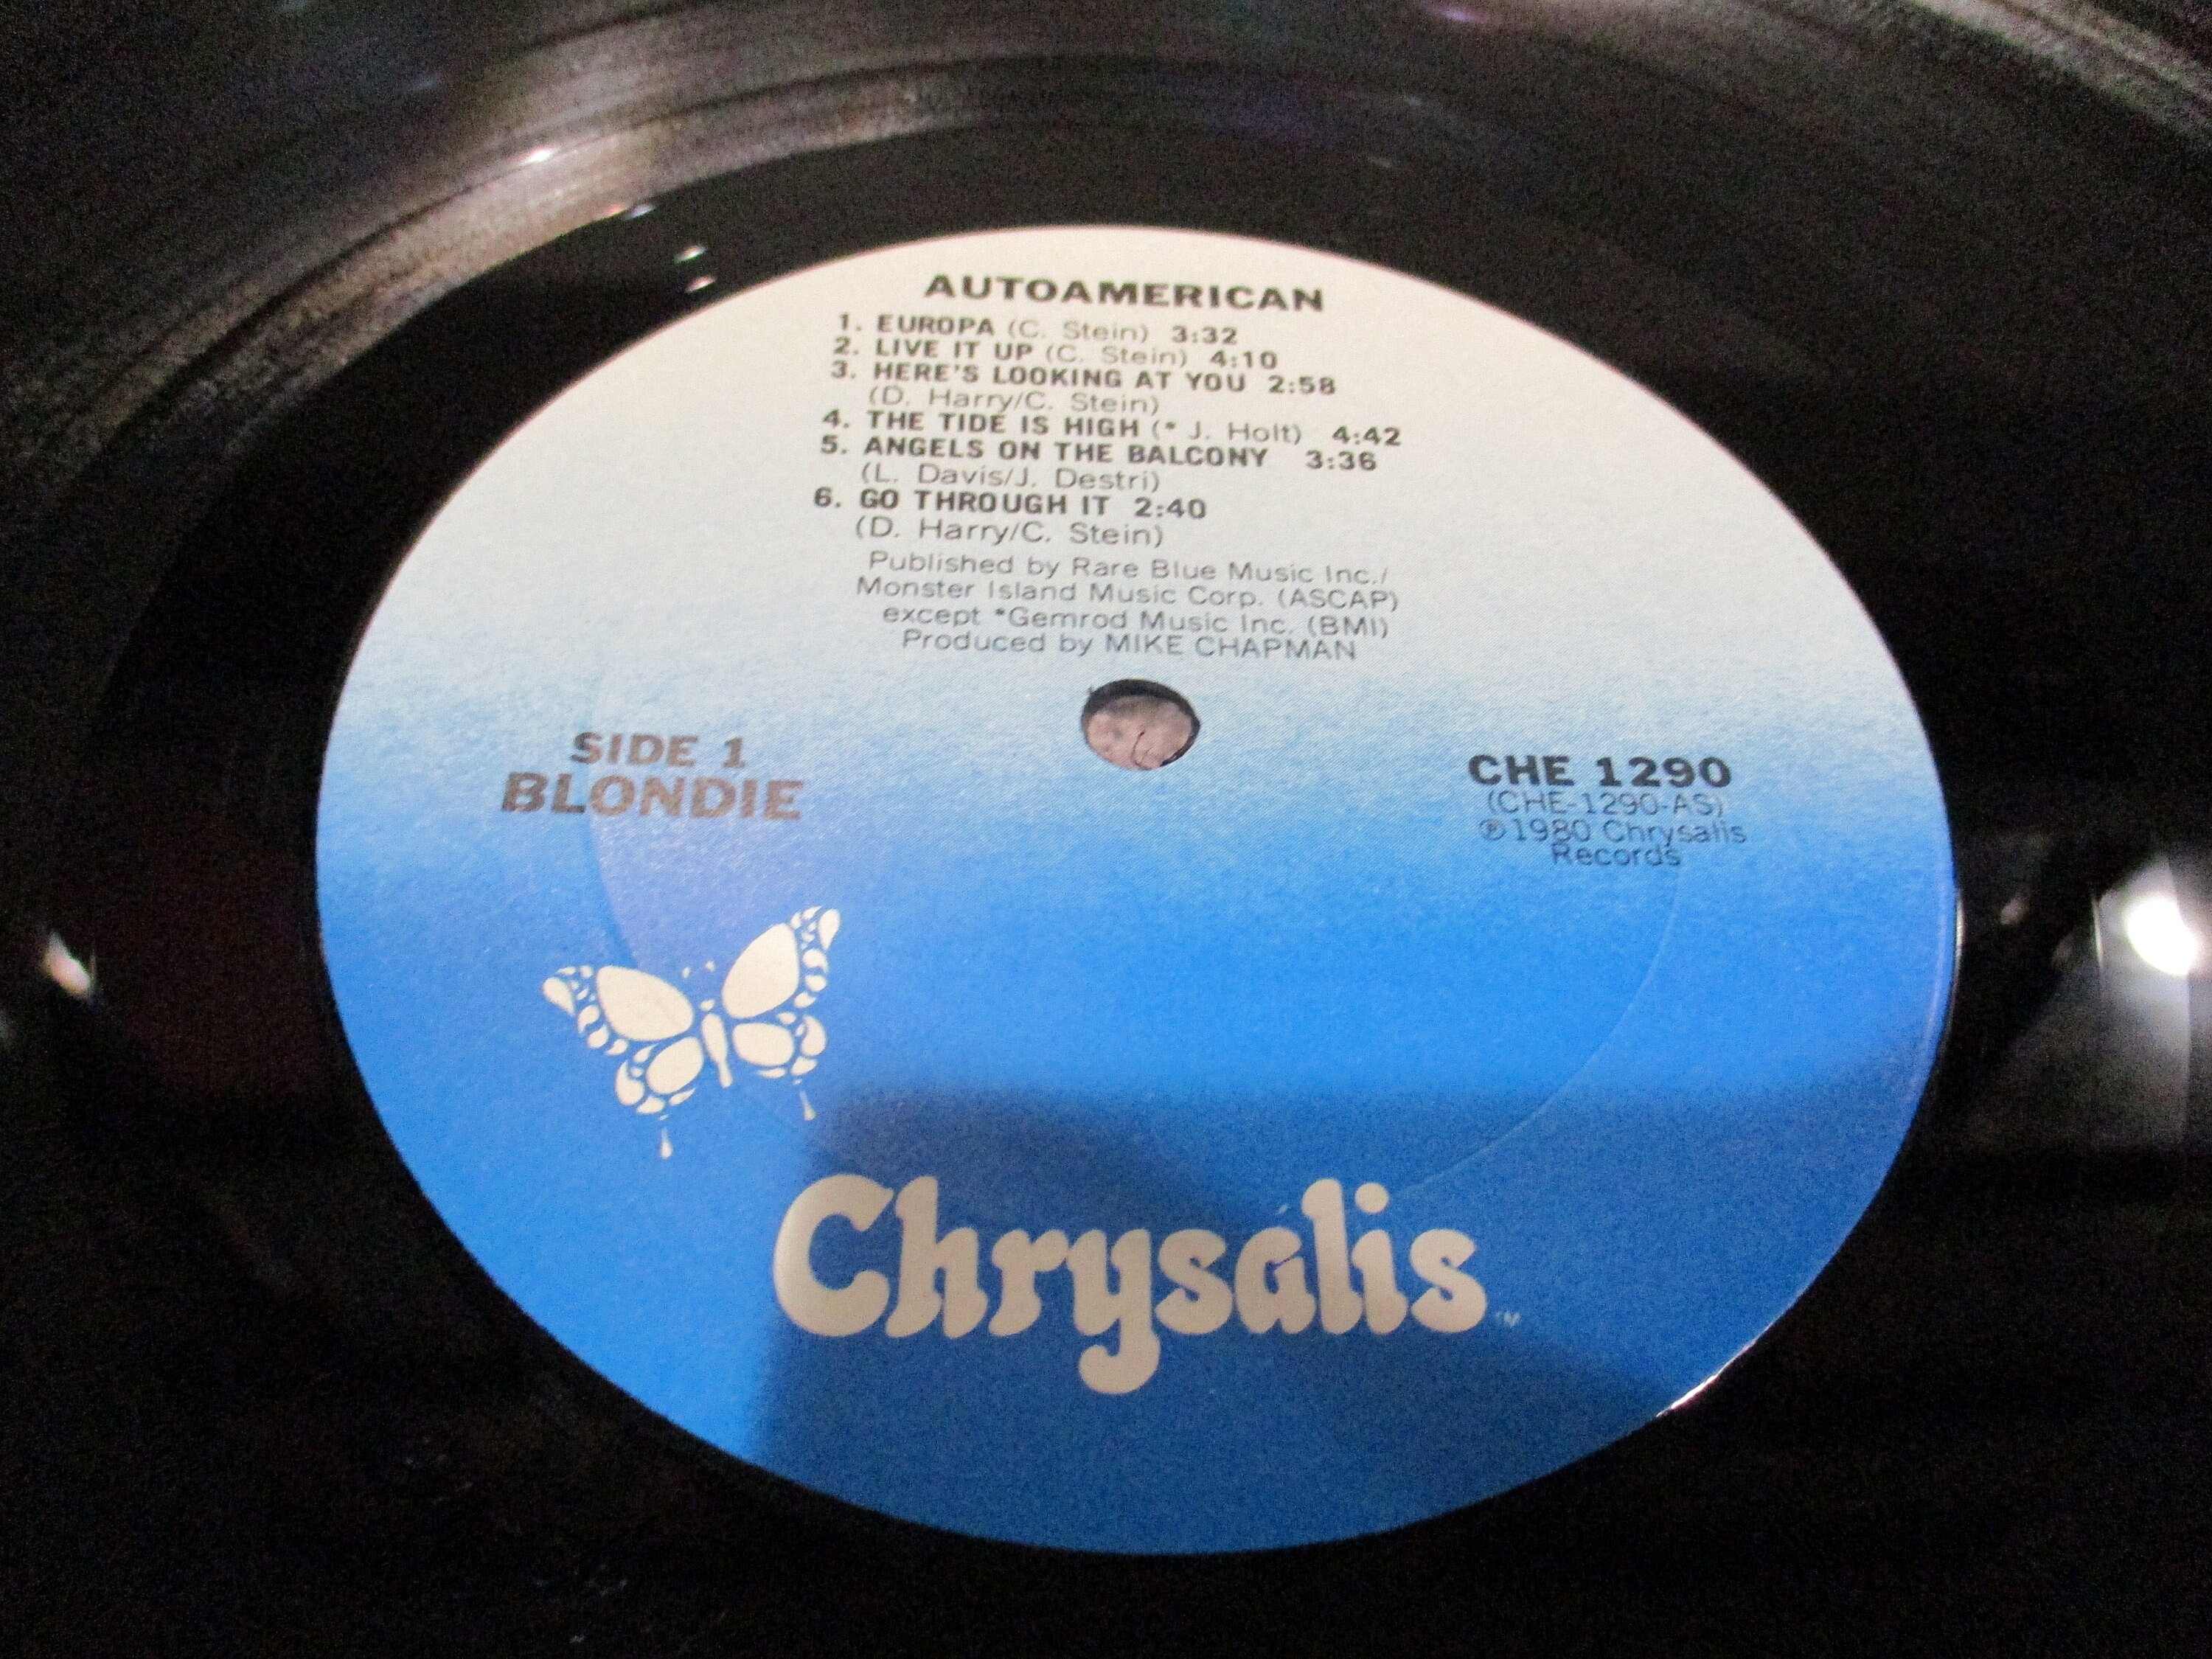 AUTOAMERICAN
1. EUROPA (C. Stein) 3:32
2. LIVE IT UP (C. Stein) 4:10
3. HERE'S LOOKING AT YOU 2:58
(D. Harry/C. Stein)
4. THE TIDE IS HIGH (* J. Holt) 4:42
5. ANGELS ON THE BALCONY 3:36
(L. Davis/J. Destri)
6. GO THROUGH IT 2:40
(D. Harry/C. Stein)
Published by Rare Blue Music Inc./
Monster Island Music Corp. (ASCAP)
except *Gemrod Music Inc. (BMI)
Produced by MIKE CHAPMAN
SIDE 1
BLONDIE
CHE 1290
(CHE-1290-AS)
℗1980 Chrysalis
Records
Chrysalis
TM